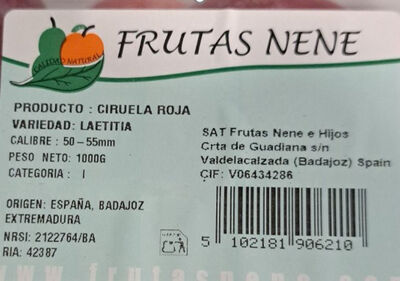 FRUTAS NENE
CALIDAD NATURAL
PRODUCTO : CIRUELA ROJA
VARIEDAD: LAETITIA
CALIBRE : 50 – 55mm
PESO NETO: 1000G
CATEGORIA : I
SAT Frutas Nene e Hijos
Crta de Guadiana s/n
Valdelacalzada (Badajoz) Spain
CIF: V06434286
ORIGEN: ESPAÑA, BADAJOZ
EXTREMADURA
NRSI: 2122764/BA
RIA: 42387
5 102181 906210
www.frutasnene.com